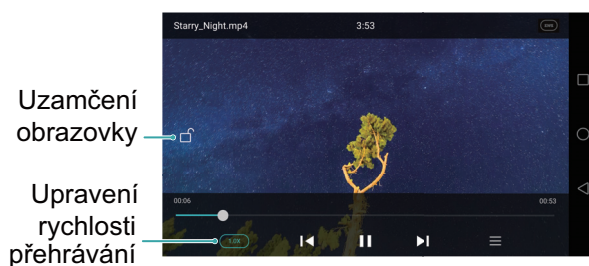 Starry_Night.mp4
3:53
Uzamčení
obrazovky
00:06
00:53
Upravení
rychlosti
přehrávání
1.0X